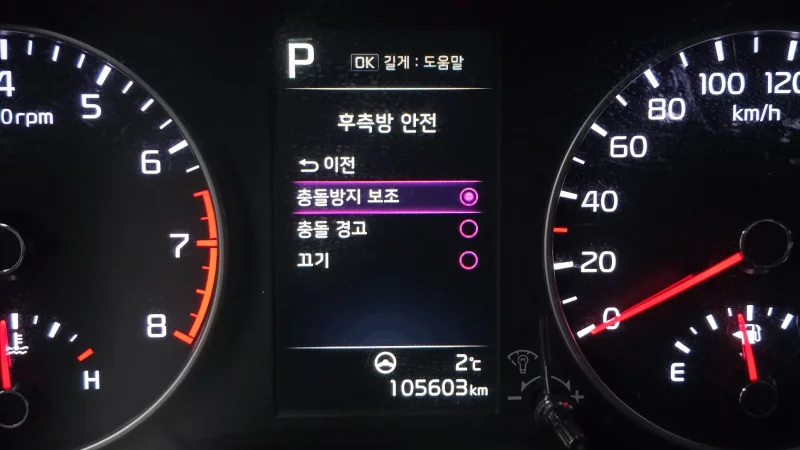 P
OK 길게 : 도움말
후측방 안전
이전
충돌방지 보조
충돌 경고
끄기
2℃
105603 km
4
5
6
7
8
0rpm
H
120
100
80
60
40
20
0
km/h
E
- +